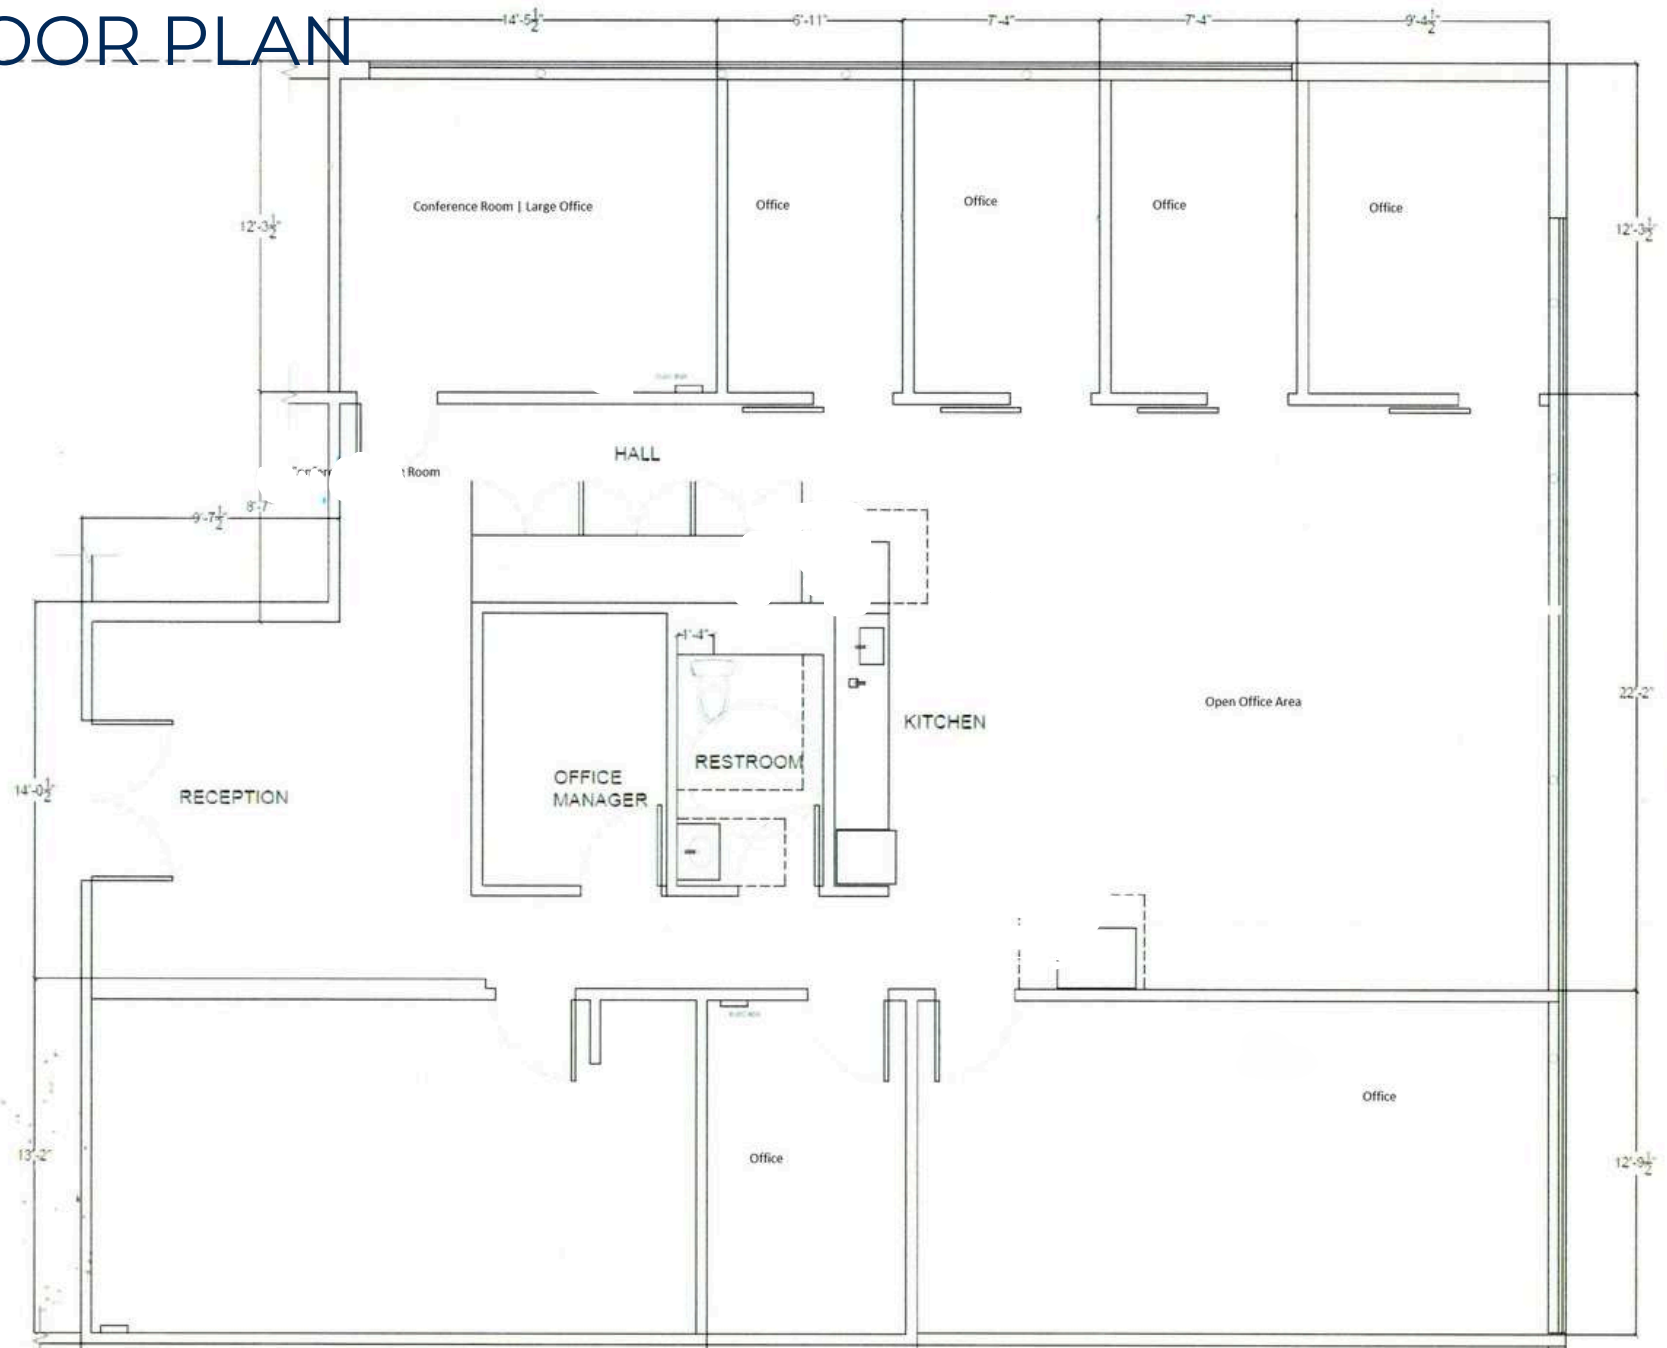 OOR PLAN
14'-5½"
6'-11"
7'-4"
7'-4"
9'-4½"
12'-3½"
Conference Room | Large Office
Office
Office
Office
Office
12'-3½"
HALL
Room
9'-7½"
8'-7"
1'-4"
22'-2"
Open Office Area
KITCHEN
RESTROOM
OFFICE
MANAGER
RECEPTION
14'-0½"
Office
Office
13'-2"
12'-9½"